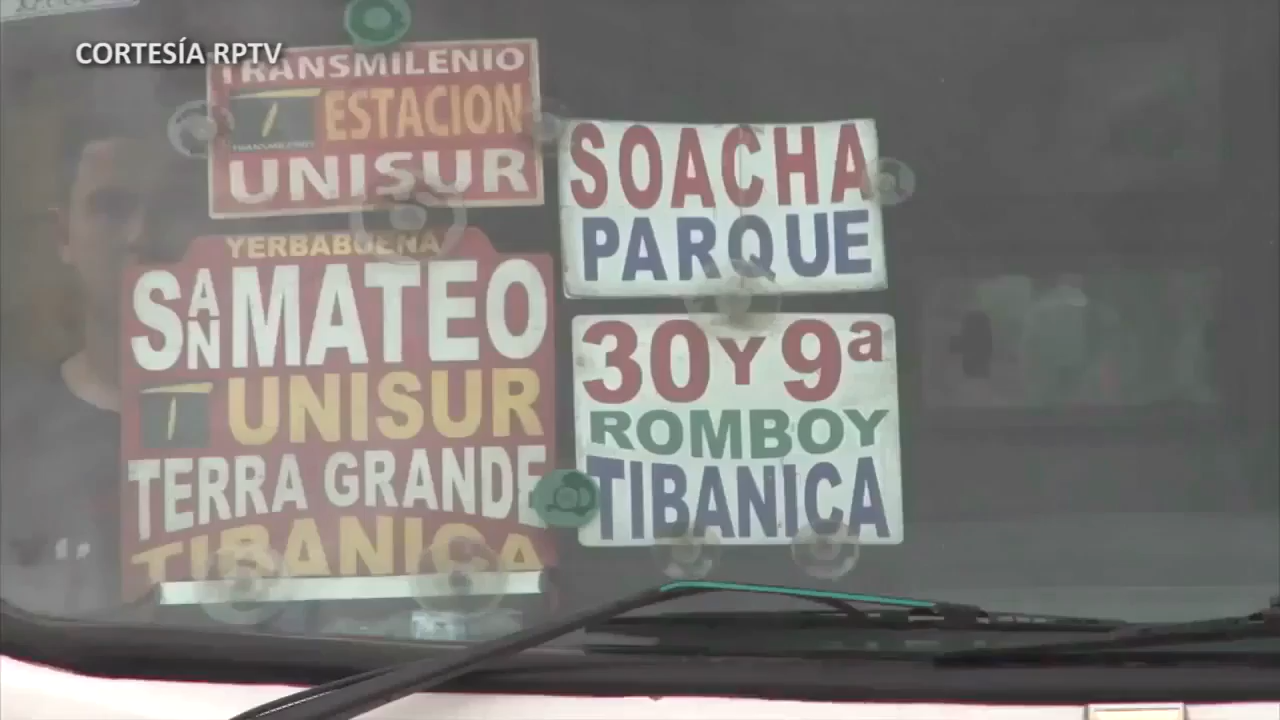 CORTESÍA RPTV
TRANSMILENIO
ESTACION
UNISUR
SOACHA
PARQUE
YERBABUENA
SAN MATEO
UNISUR
TERRA GRANDE
TIBANICA
30 Y 9ª
ROMBOY
TIBANICA